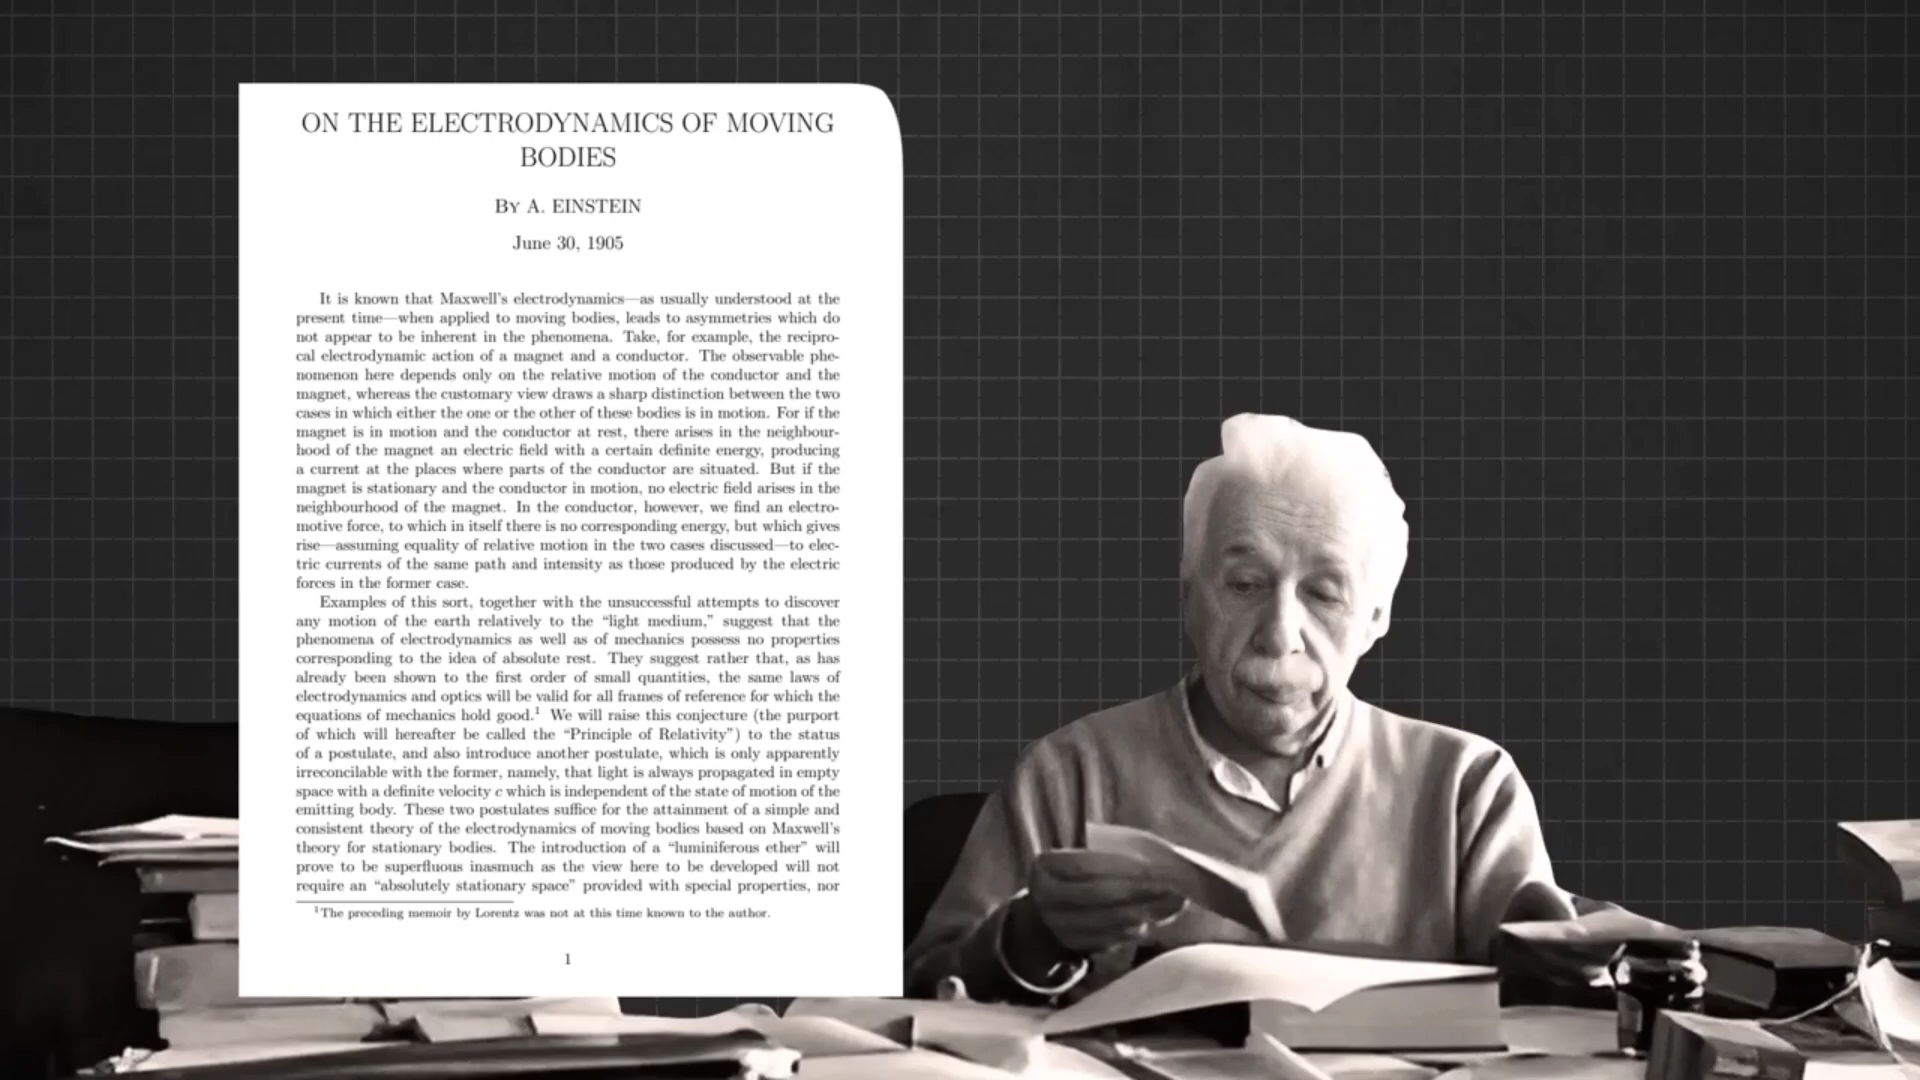 ON THE ELECTRODYNAMICS OF MOVING
BODIES
By A. EINSTEIN
June 30, 1905
It is known that Maxwell's electrodynamics—as usually understood at the
present time—when applied to moving bodies, leads to asymmetries which do
not appear to be inherent in the phenomena. Take, for example, the recipro-
cal electrodynamic action of a magnet and a conductor. The observable phe-
nomenon here depends only on the relative motion of the conductor and the
magnet, whereas the customary view draws a sharp distinction between the two
cases in which either the one or the other of these bodies is in motion. For if the
magnet is in motion and the conductor at rest, there arises in the neighbour-
hood of the magnet an electric field with a certain definite energy, producing
a current at the places where parts of the conductor are situated. But if the
magnet is stationary and the conductor in motion, no electric field arises in the
neighbourhood of the magnet. In the conductor, however, we find an electro-
motive force, to which in itself there is no corresponding energy, but which gives
rise—assuming equality of relative motion in the two cases discussed—to elec-
tric currents of the same path and intensity as those produced by the electric
forces in the former case.
Examples of this sort, together with the unsuccessful attempts to discover
any motion of the earth relatively to the “light medium,” suggest that the
phenomena of electrodynamics as well as of mechanics possess no properties
corresponding to the idea of absolute rest. They suggest rather that, as has
already been shown to the first order of small quantities, the same laws of
electrodynamics and optics will be valid for all frames of reference for which the
equations of mechanics hold good.¹ We will raise this conjecture (the purport
of which will hereafter be called the “Principle of Relativity”) to the status
of a postulate, and also introduce another postulate, which is only apparently
irreconcilable with the former, namely, that light is always propagated in empty
space with a definite velocity c which is independent of the state of motion of the
emitting body. These two postulates suffice for the attainment of a simple and
consistent theory of the electrodynamics of moving bodies based on Maxwell's
theory for stationary bodies. The introduction of a “luminiferous ether” will
prove to be superfluous inasmuch as the view here to be developed will not
require an “absolutely stationary space” provided with special properties, nor
¹The preceding memoir by Lorentz was not at this time known to the author.
1